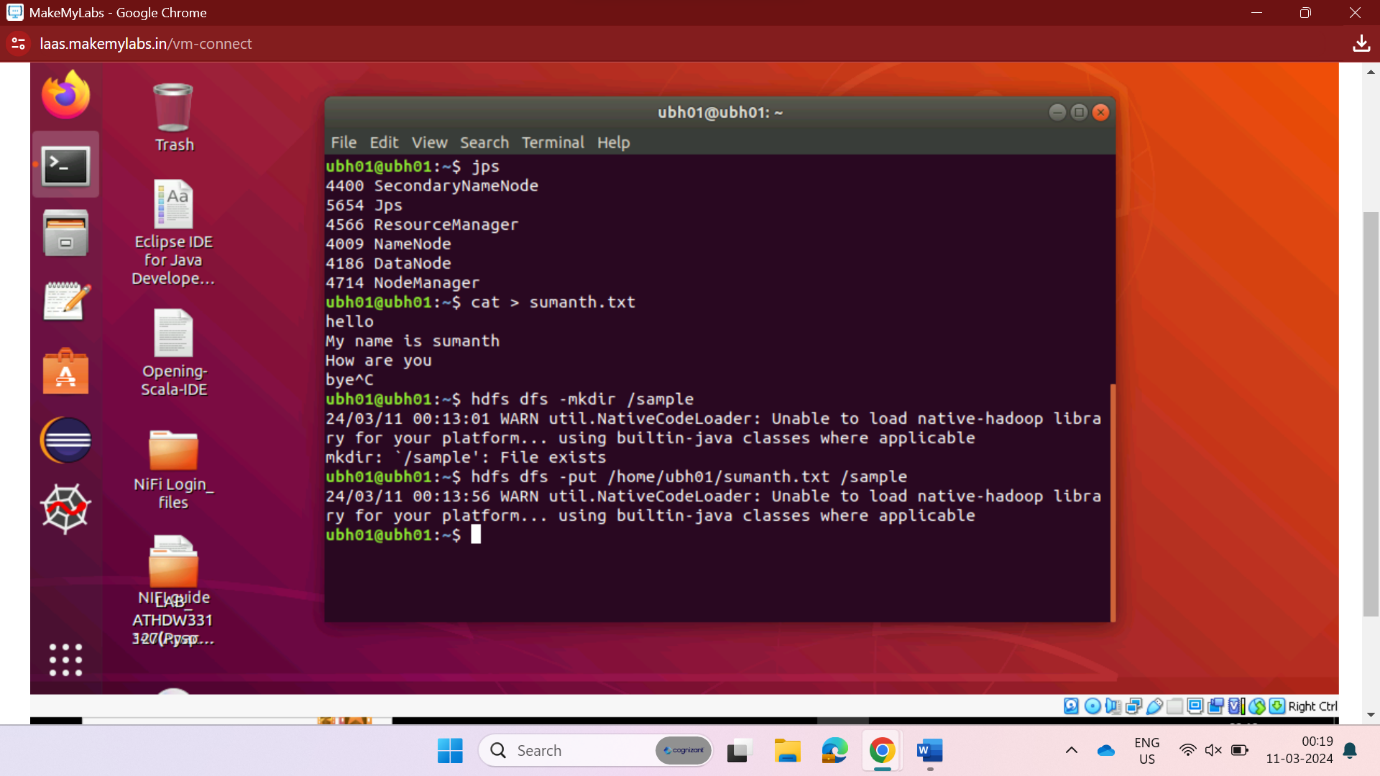 MakeMyLabs - Google Chrome
laas.makemylabs.in/vm-connect
Trash
Eclipse IDE
for Java
Develope...
Opening-
Scala-IDE
NiFi Login_
files
NIFI guide
LAB_
ATHDW331
ubh01@ubh01: ~
File Edit View Search Terminal Help
ubh01@ubh01:~$ jps
4400 SecondaryNameNode
5654 Jps
4566 ResourceManager
4009 NameNode
4186 DataNode
4714 NodeManager
ubh01@ubh01:~$ cat > sumanth.txt
hello
My name is sumanth
How are you
bye^C
ubh01@ubh01:~$ hdfs dfs -mkdir /sample
24/03/11 00:13:01 WARN util.NativeCodeLoader: Unable to load native-hadoop libra
ry for your platform... using builtin-java classes where applicable
mkdir: `/sample': File exists
ubh01@ubh01:~$ hdfs dfs -put /home/ubh01/sumanth.txt /sample
24/03/11 00:13:56 WARN util.NativeCodeLoader: Unable to load native-hadoop libra
ry for your platform... using builtin-java classes where applicable
ubh01@ubh01:~$
Right Ctrl
Search
cognizant
ENG
US
00:19
11-03-2024